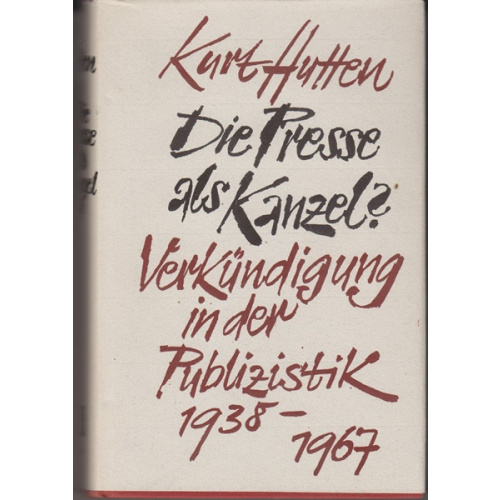 Kurt Hutten
Die Presse
als Kanzel?
Verkündigung
in der
Publizistik
1938-
1967